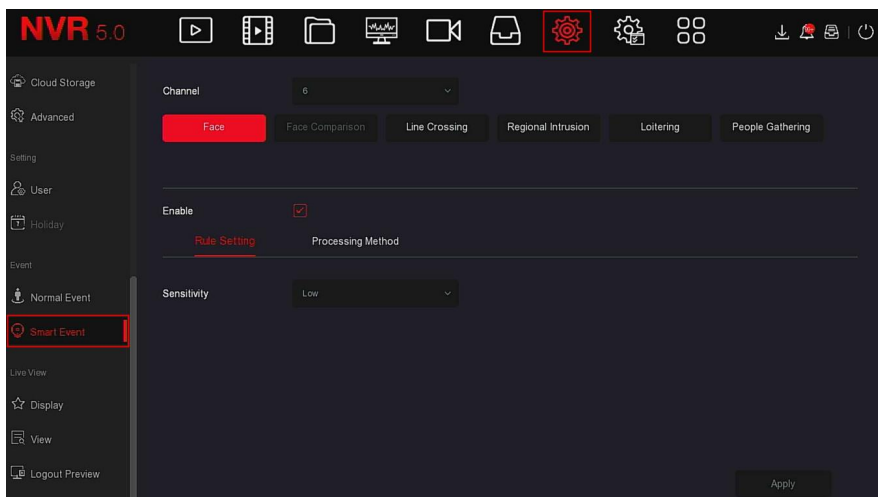 NVR 5.0
Cloud Storage
Advanced
Setting
User
Holiday
Event
Normal Event
Smart Event
Live View
Display
View
Logout Preview
Channel
6
Face
Face Comparison
Line Crossing
Regional Intrusion
Loitering
People Gathering
Enable
Rule Setting
Processing Method
Sensitivity
Low
Apply